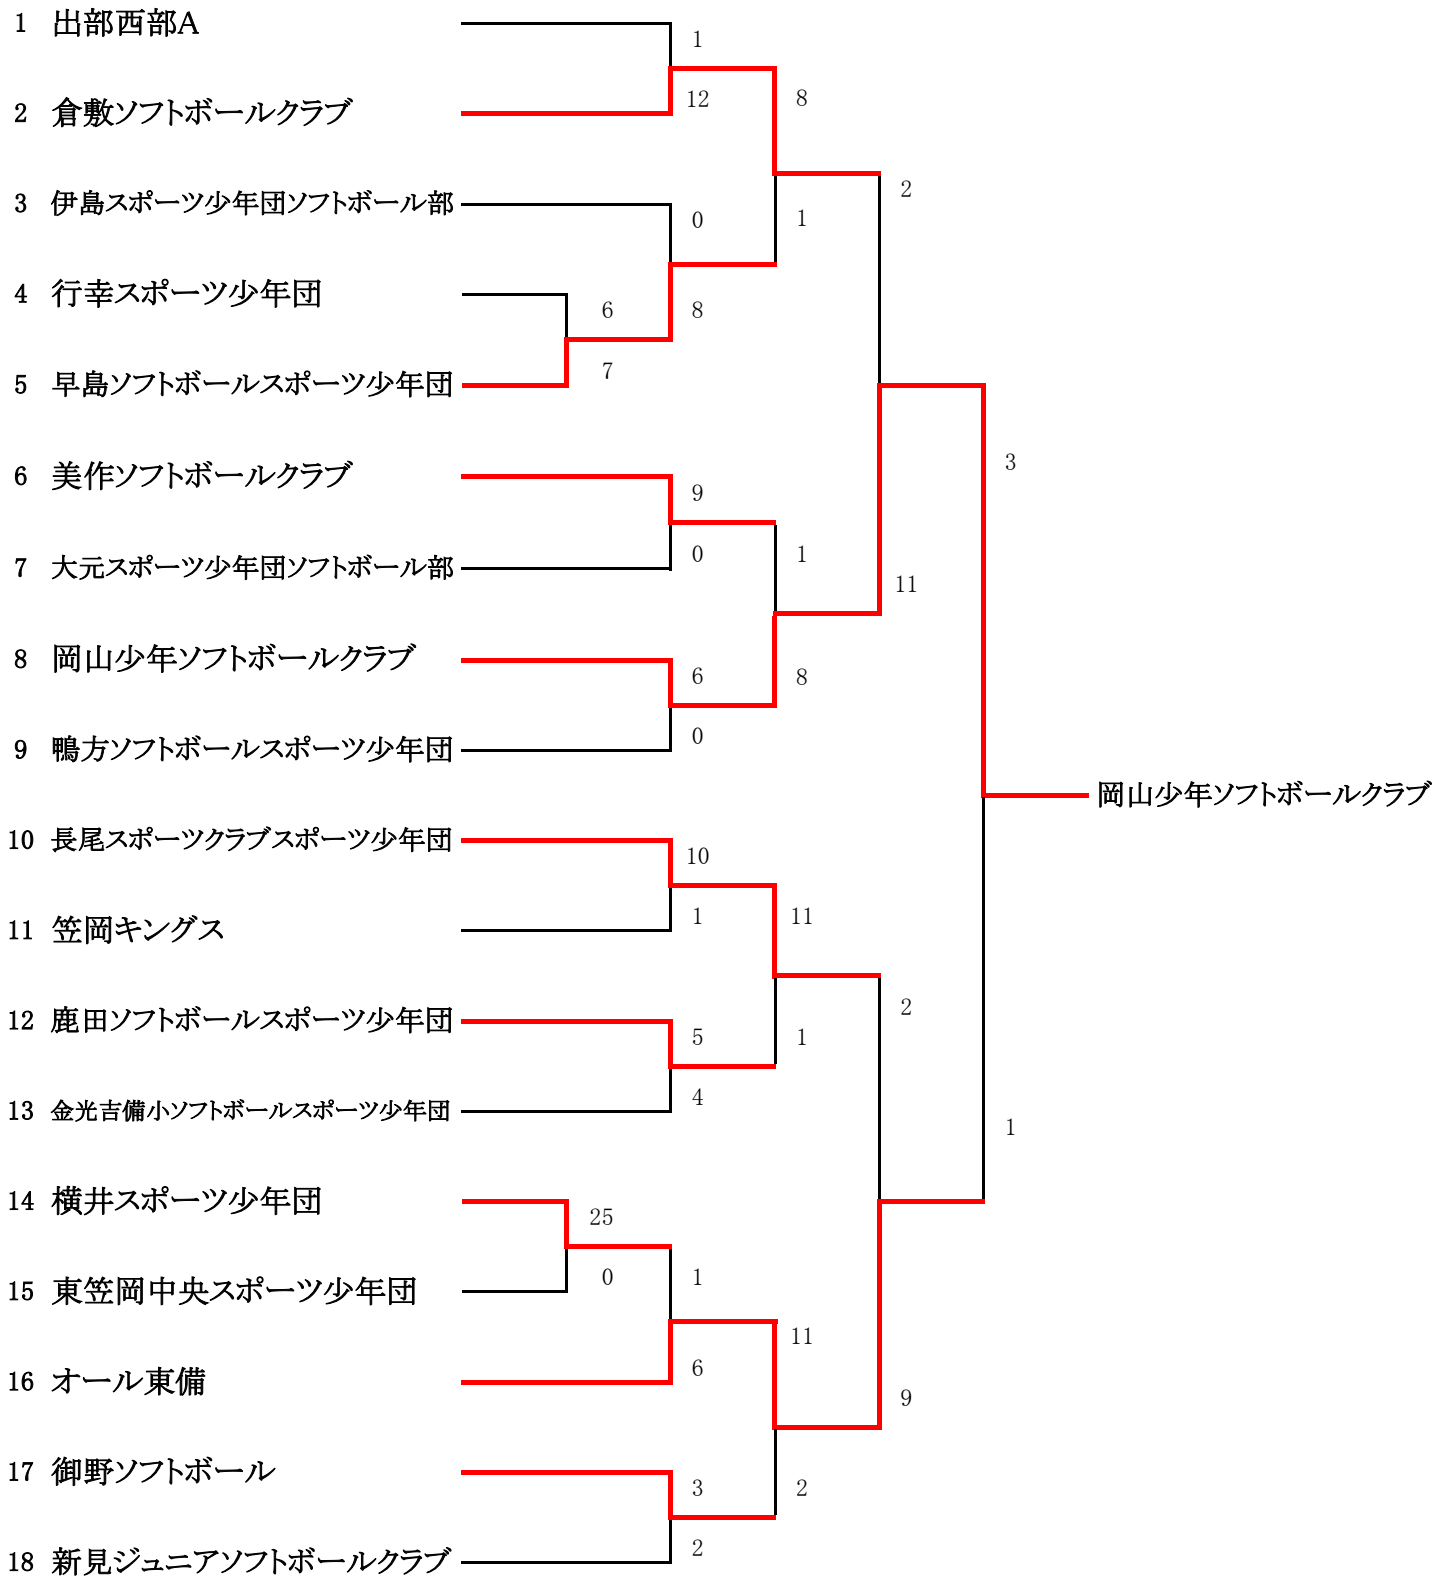 1 出部西部A
1
2 倉敷ソフトボールクラブ
12
8
3 伊島スポーツ少年団ソフトボール部
0
1
2
4 行幸スポーツ少年団
6
8
5 早島ソフトボールスポーツ少年団
7
6 美作ソフトボールクラブ
9
3
7 大元スポーツ少年団ソフトボール部
0
1
11
8 岡山少年ソフトボールクラブ
6
8
9 鴨方ソフトボールスポーツ少年団
0
岡山少年ソフトボールクラブ
10 長尾スポーツクラブスポーツ少年団
10
11 笠岡キングス
1
11
12 鹿田ソフトボールスポーツ少年団
5
1
2
13 金光吉備小ソフトボールスポーツ少年団
4
1
14 横井スポーツ少年団
25
15 東笠岡中央スポーツ少年団
0
1
11
16 オール東備
6
9
17 御野ソフトボール
3
2
18 新見ジュニアソフトボールクラブ
2